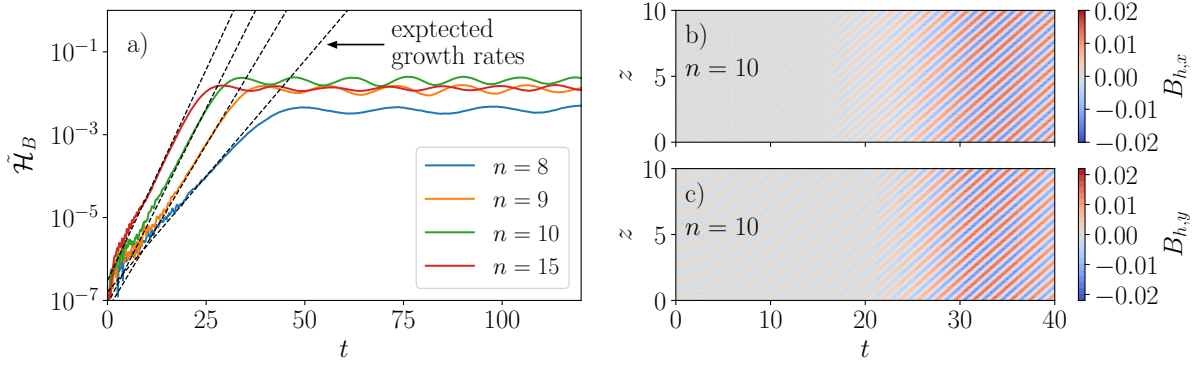 a)
exptected
growth rates
10⁻¹
10⁻³
10⁻⁵
10⁻⁷
H̃_B
n = 8
n = 9
n = 10
n = 15
0 25 50 75 100
t
b)
n = 10
10
5
0
z
0.02
0.01
0.00
−0.01
−0.02
B_{h,x}
c)
n = 10
10
5
0
z
0 10 20 30 40
t
0.02
0.01
0.00
−0.01
−0.02
B_{h,y}